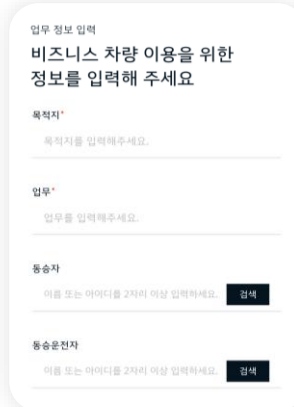 업무 정보 입력
비즈니스 차량 이용을 위한
정보를 입력해 주세요
목적지*
목적지를 입력해주세요.
업무*
업무를 입력해주세요.
동승자
이름 또는 아이디를 2자리 이상 입력하세요. 검색
동승운전자
이름 또는 아이디를 2자리 이상 입력하세요. 검색